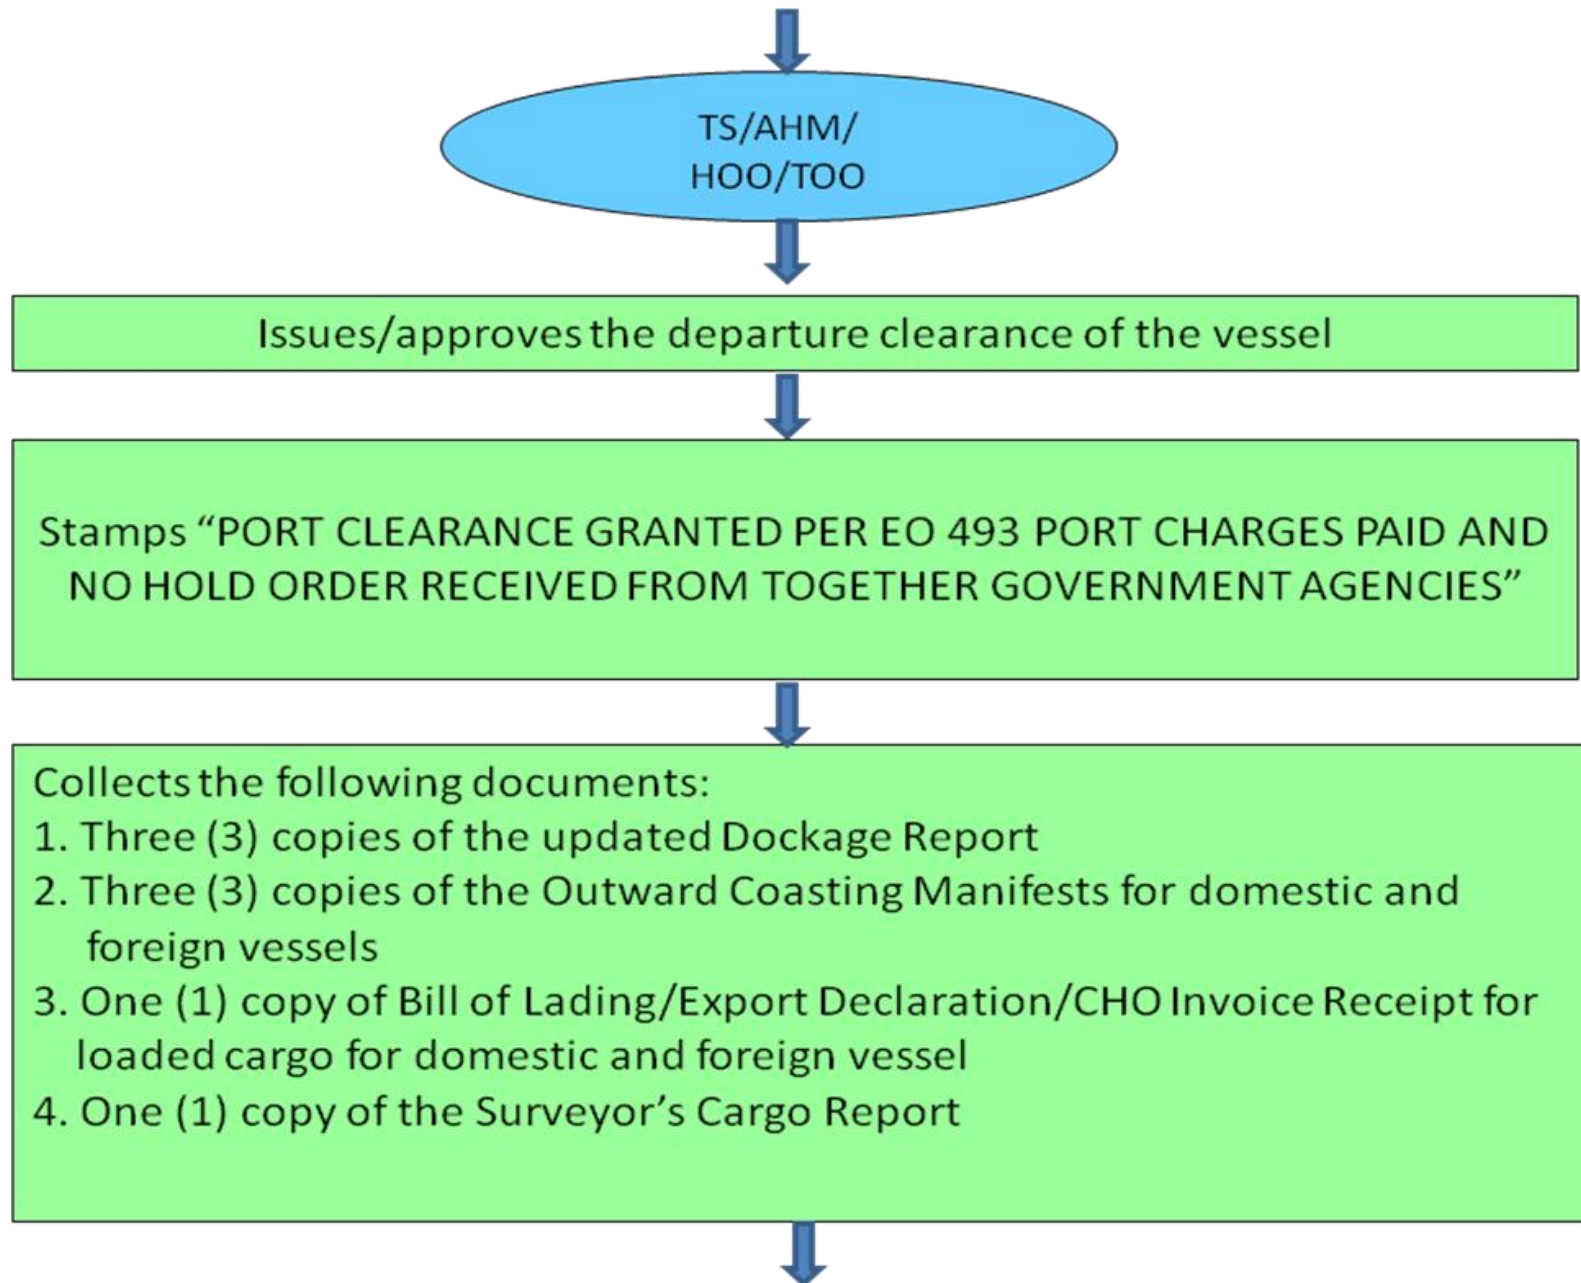 TS/AHM/
HOO/TOO
Issues/approves the departure clearance of the vessel
Stamps “PORT CLEARANCE GRANTED PER EO 493 PORT CHARGES PAID AND
NO HOLD ORDER RECEIVED FROM TOGETHER GOVERNMENT AGENCIES”
Collects the following documents:
1. Three (3) copies of the updated Dockage Report
2. Three (3) copies of the Outward Coasting Manifests for domestic and
foreign vessels
3. One (1) copy of Bill of Lading/Export Declaration/CHO Invoice Receipt for
loaded cargo for domestic and foreign vessel
4. One (1) copy of the Surveyor’s Cargo Report